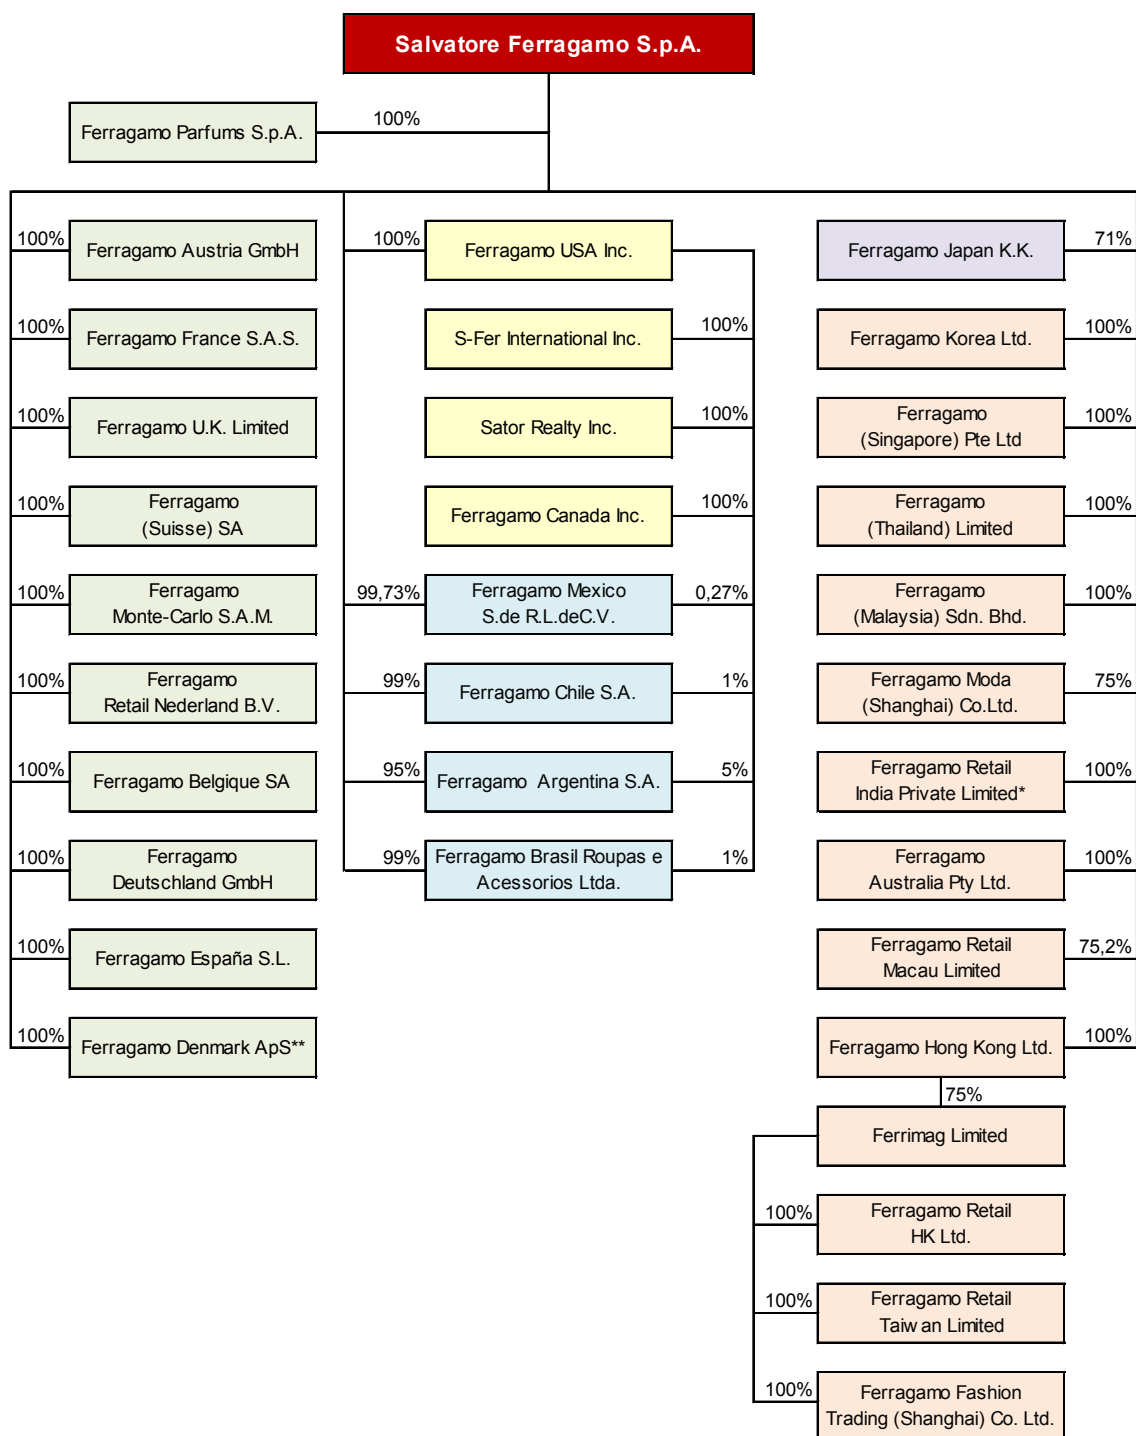 Salvatore Ferragamo S.p.A.
Ferragamo Parfums S.p.A.
100%
100%
Ferragamo Austria GmbH
100%
Ferragamo USA Inc.
Ferragamo Japan K.K.
71%
100%
Ferragamo France S.A.S.
S-Fer International Inc.
100%
Ferragamo Korea Ltd.
100%
100%
Ferragamo U.K. Limited
Sator Realty Inc.
100%
Ferragamo
(Singapore) Pte Ltd
100%
100%
Ferragamo
(Suisse) SA
Ferragamo Canada Inc.
100%
Ferragamo
(Thailand) Limited
100%
100%
Ferragamo
Monte-Carlo S.A.M.
99,73%
Ferragamo Mexico
S.de R.L.deC.V.
0,27%
Ferragamo
(Malaysia) Sdn. Bhd.
100%
100%
Ferragamo
Retail Nederland B.V.
99%
Ferragamo Chile S.A.
1%
Ferragamo Moda
(Shanghai) Co.Ltd.
75%
100%
Ferragamo Belgique SA
95%
Ferragamo Argentina S.A.
5%
Ferragamo Retail
India Private Limited*
100%
100%
Ferragamo
Deutschland GmbH
99%
Ferragamo Brasil Roupas e
Acessorios Ltda.
1%
Ferragamo
Australia Pty Ltd.
100%
100%
Ferragamo España S.L.
Ferragamo Retail
Macau Limited
75,2%
100%
Ferragamo Denmark ApS**
Ferragamo Hong Kong Ltd.
100%
75%
Ferrimag Limited
100%
Ferragamo Retail
HK Ltd.
100%
Ferragamo Retail
Taiwan Limited
100%
Ferragamo Fashion
Trading (Shanghai) Co. Ltd.